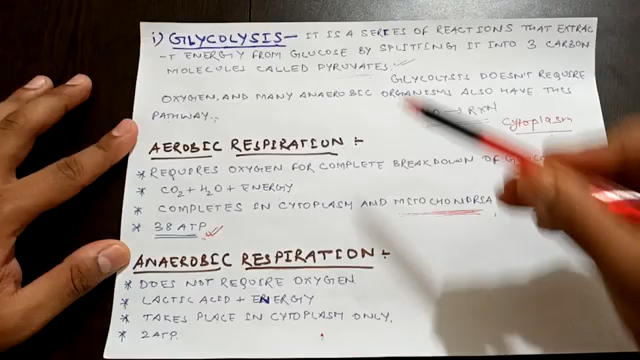 i) GLYCOLYSIS - IT IS A SERIES OF REACTIONS THAT EXTRAC
-T ENERGY FROM GLUCOSE BY SPLITTING IT INTO 3 CARBON
MOLECULES CALLED PYRUVATES.
GLYCOLYSIS DOESN'T REQUIRE
OXYGEN, AND MANY ANAEROBIC ORGANISMS ALSO HAVE THIS
PATHWAY.
→ RXN
Cytoplasm
AEROBIC RESPIRATION :-
* REQUIRES OXYGEN FOR COMPLETE BREAKDOWN OF
* CO2 + H2O + ENERGY
* COMPLETES IN CYTOPLASM AND MITOCHONDRIA
* 38 ATP
ANAEROBIC RESPIRATION :-
* DOES NOT REQUIRE OXYGEN
* LACTIC ACID + ENERGY
* TAKES PLACE IN CYTOPLASM ONLY.
* 2ATP.